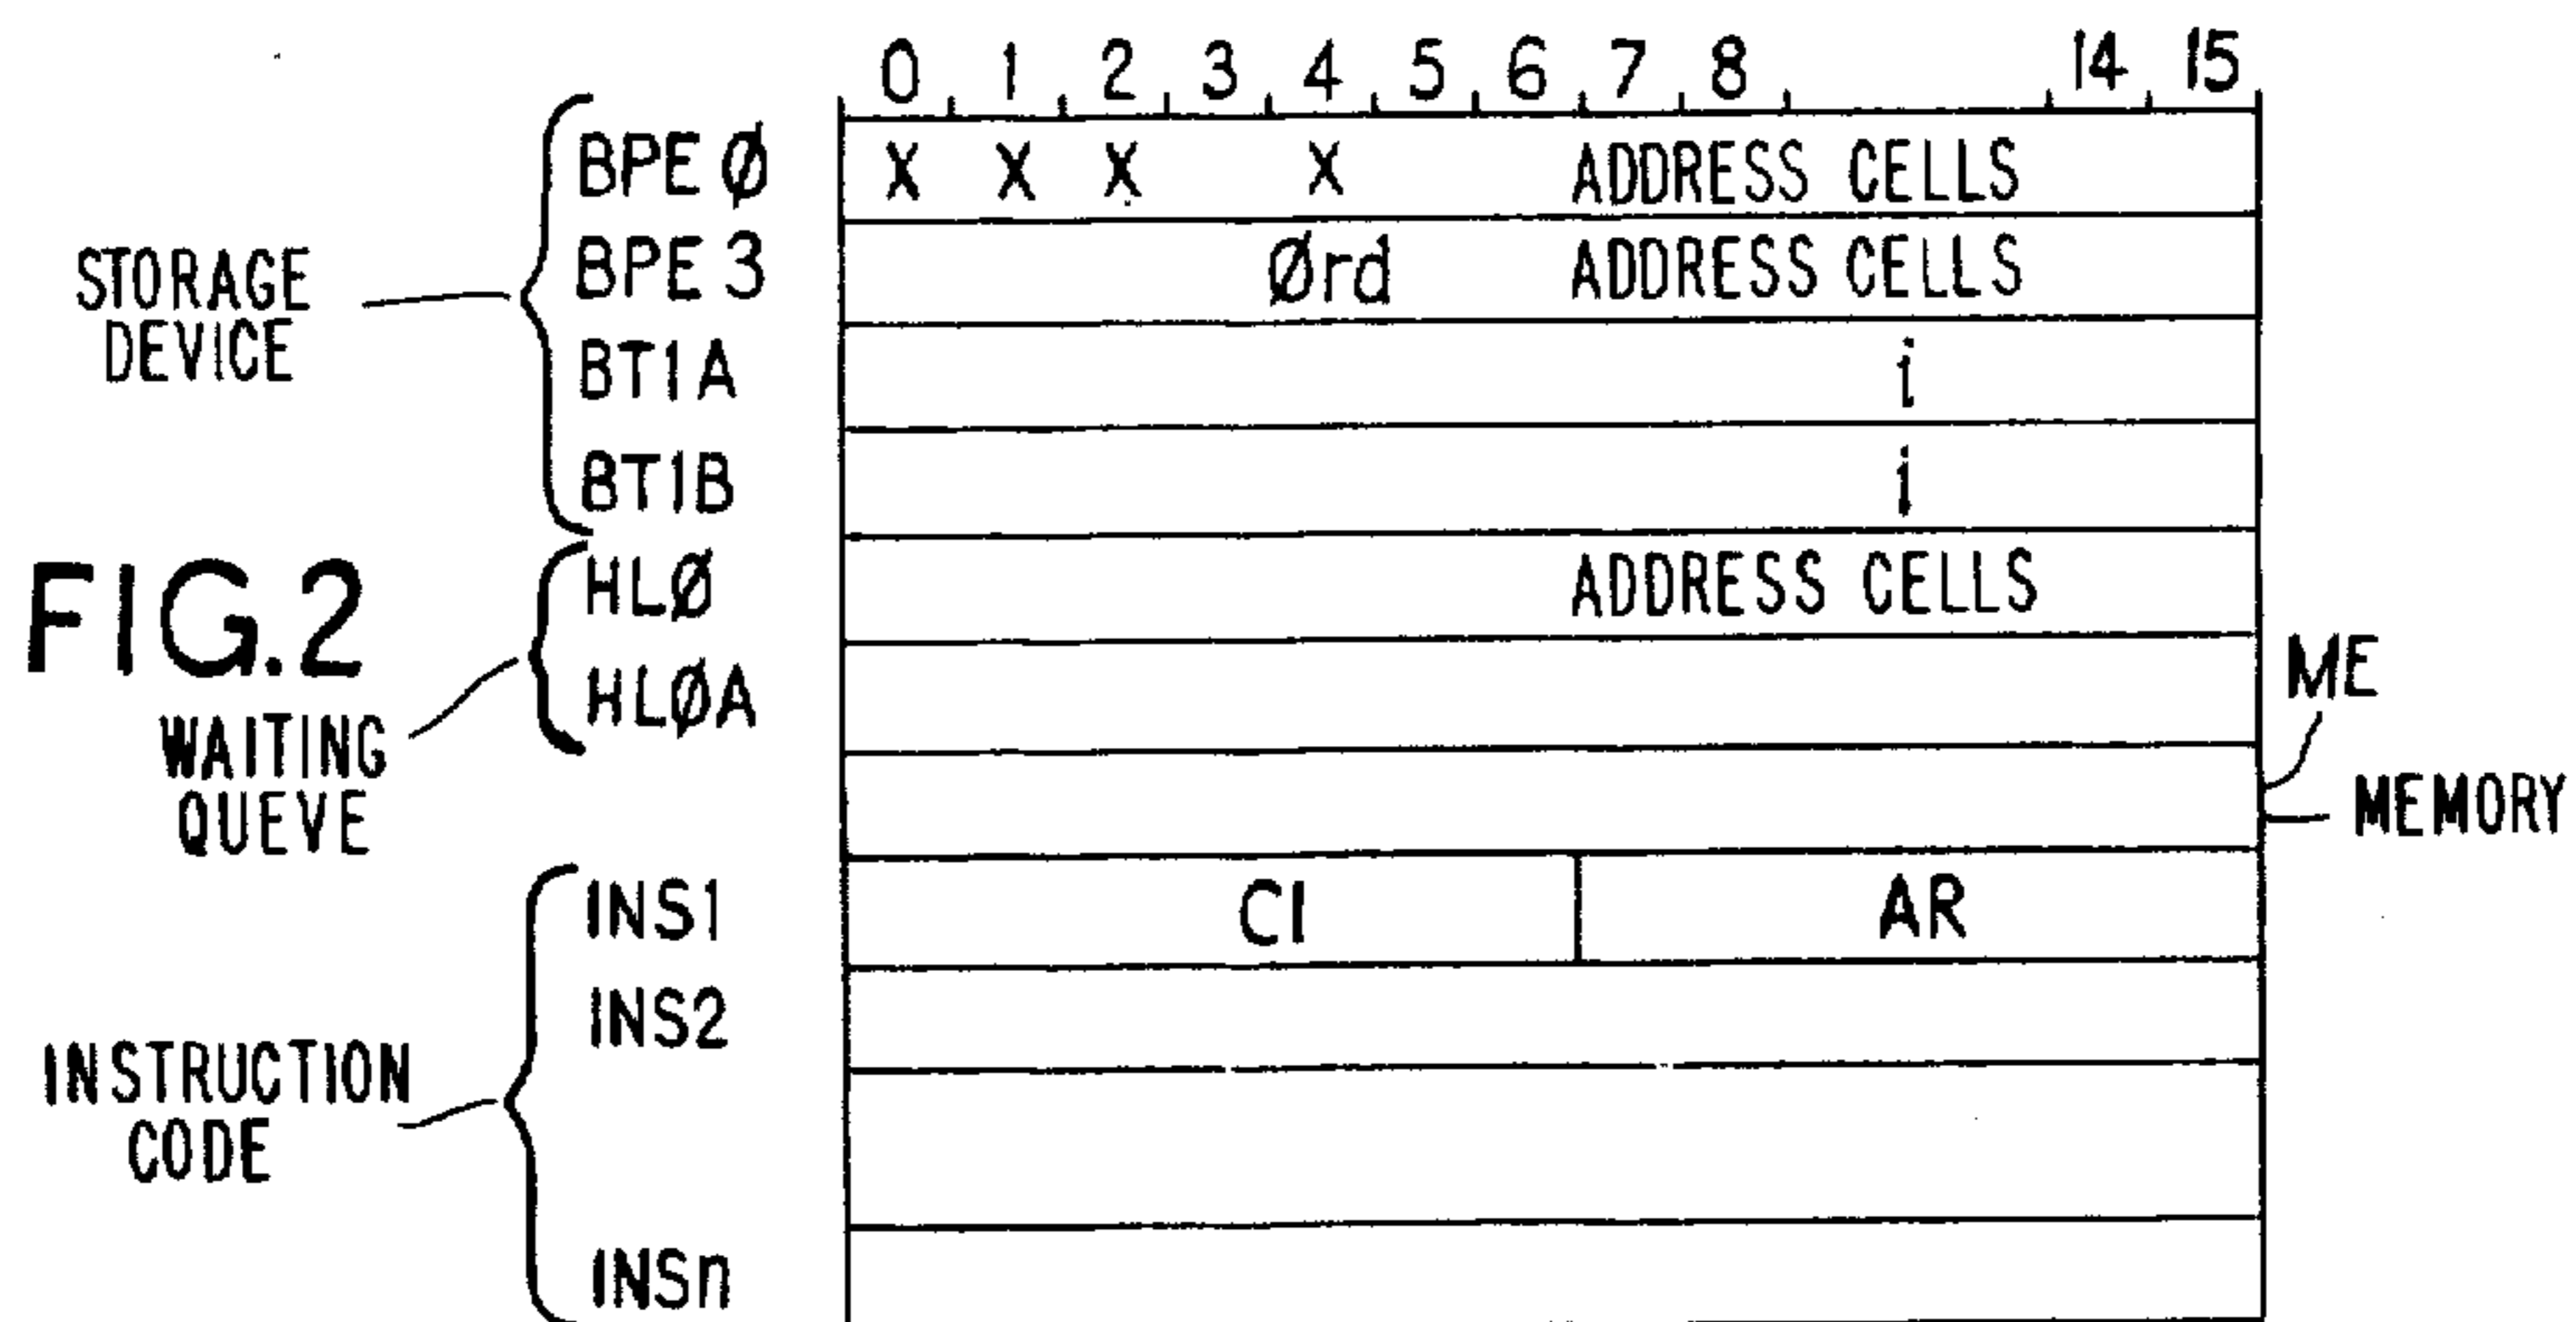 0 1 2 3 4 5 6 7 8 14 15
BPE Ø X X X X ADDRESS CELLS
BPE 3 Ørd ADDRESS CELLS
STORAGE
DEVICE
BT1A i
BT1B i
FIG.2
HLØ ADDRESS CELLS
HLØA
ME
WAITING
QUEVE
MEMORY
INS1 CI AR
INS2
INSTRUCTION
CODE
INSn